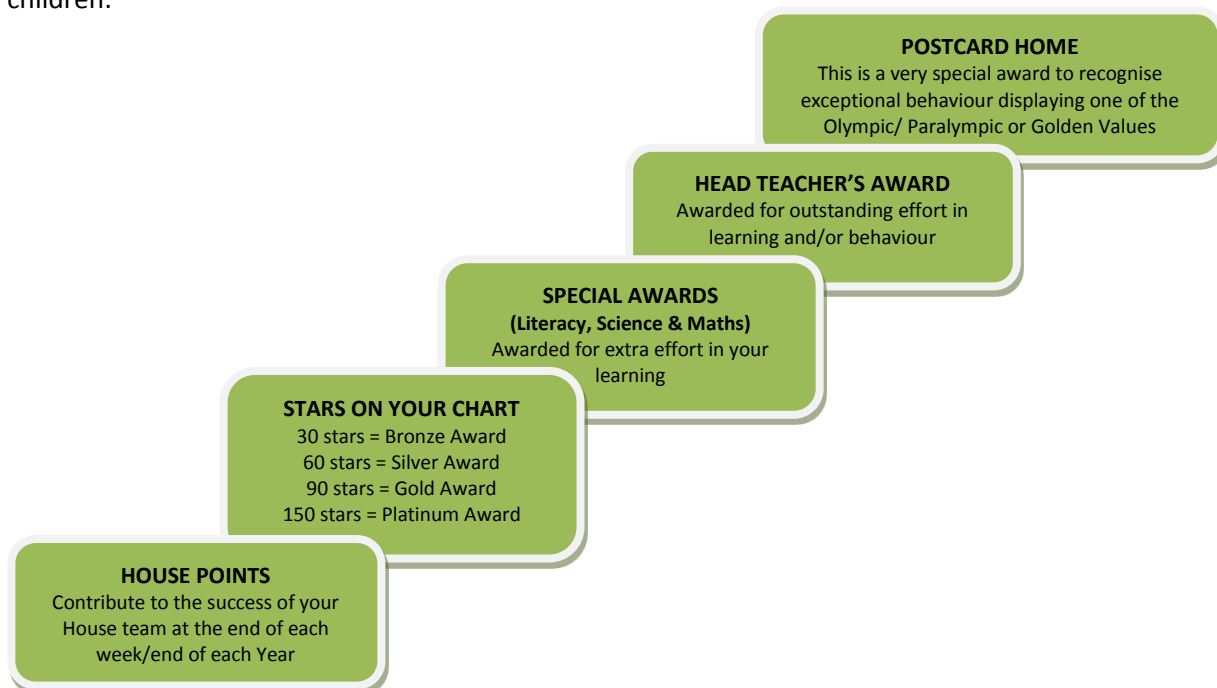 children.
POSTCARD HOME
This is a very special award to recognise
exceptional behaviour displaying one of the
Olympic/ Paralympic or Golden Values
HEAD TEACHER’S AWARD
Awarded for outstanding effort in
learning and/or behaviour
SPECIAL AWARDS
(Literacy, Science & Maths)
Awarded for extra effort in your
learning
STARS ON YOUR CHART
30 stars = Bronze Award
60 stars = Silver Award
90 stars = Gold Award
150 stars = Platinum Award
HOUSE POINTS
Contribute to the success of your
House team at the end of each
week/end of each Year